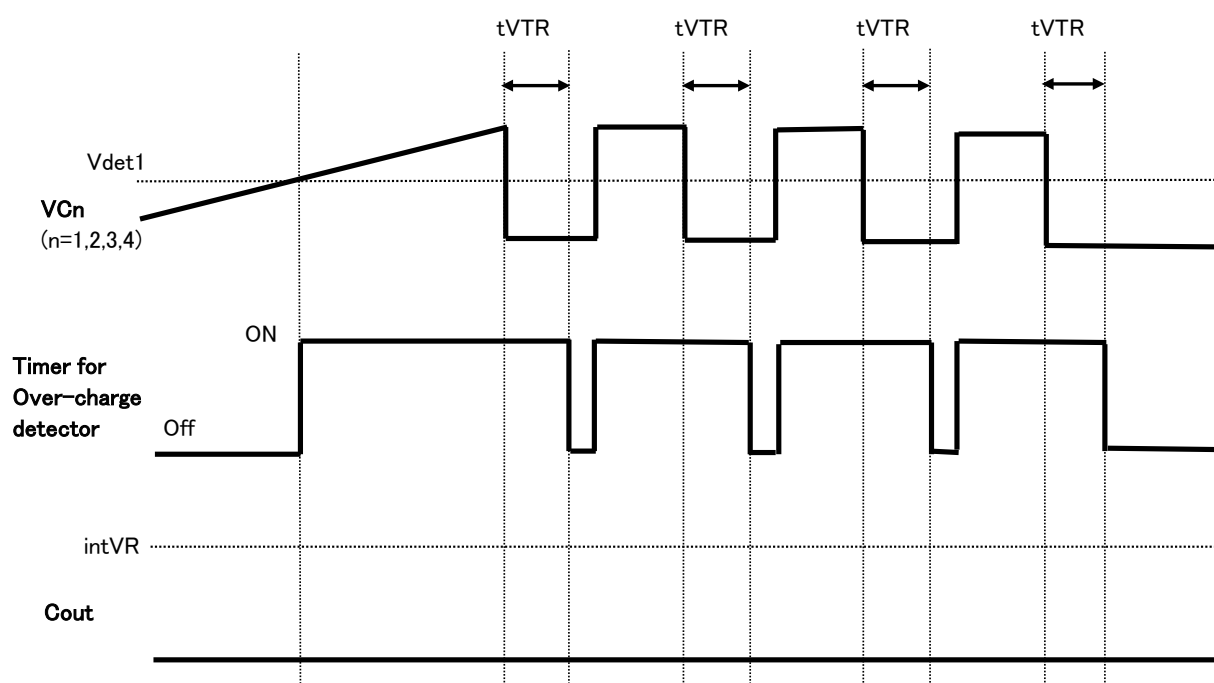 tVTR tVTR tVTR tVTR
Vdet1
VCn
(n=1,2,3,4)
ON
Timer for
Over-charge
detector
Off
intVR
Cout